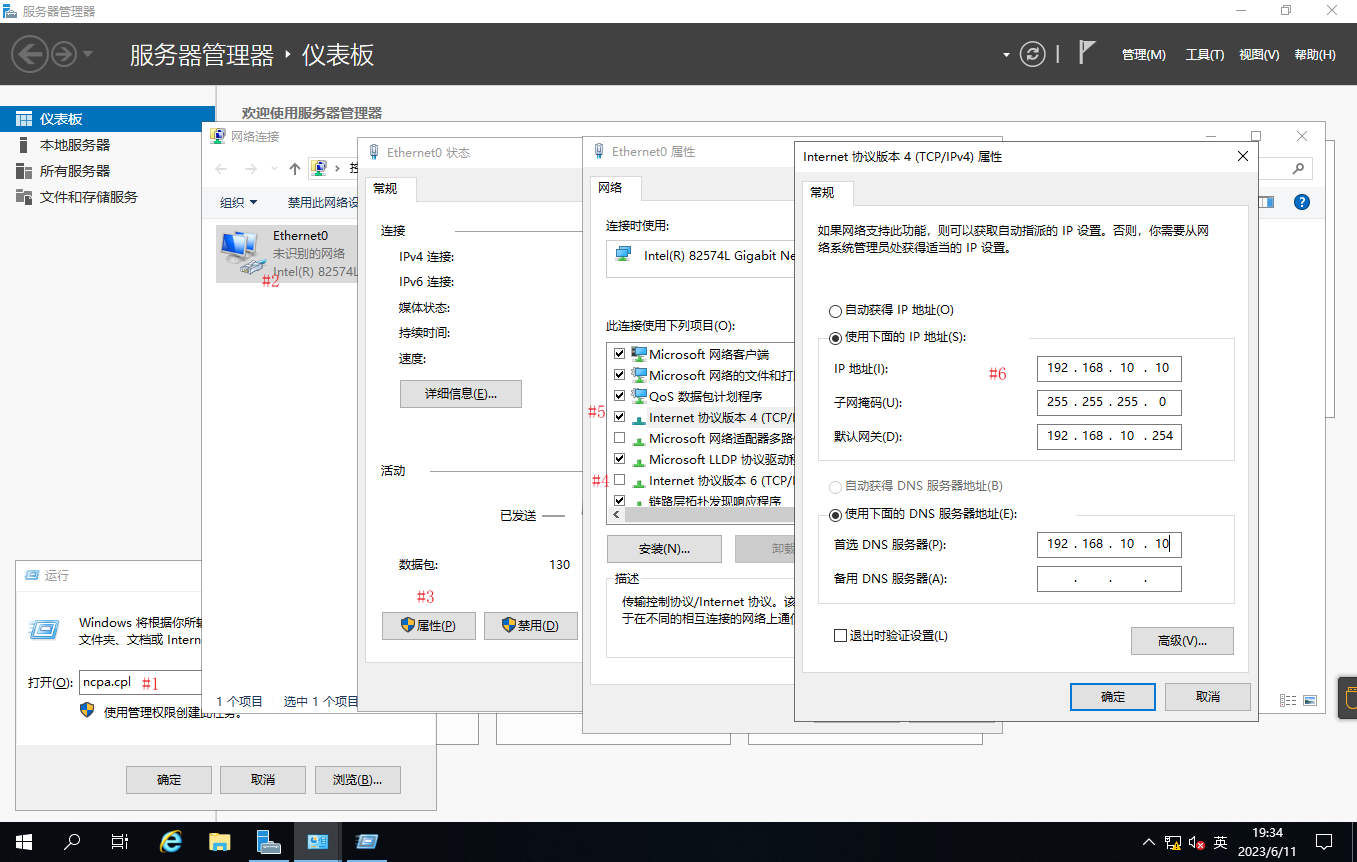 服务器管理器
服务器管理器 · 仪表板
管理(M) 工具(T) 视图(V) 帮助(H)
仪表板
本地服务器
所有服务器
文件和存储服务
欢迎使用服务器管理器
网络连接
组织 禁用此网络设
Ethernet0
未识别的网络
Intel(R) 82574L
#2
1 个项目 选中 1 个项目
Ethernet0 状态
常规
连接
IPv4 连接:
IPv6 连接:
媒体状态:
持续时间:
速度:
详细信息(E)...
活动
已发送
数据包: 130
#3
属性(P) 禁用(D)
Ethernet0 属性
网络
连接时使用:
Intel(R) 82574L Gigabit Ne
此连接使用下列项目(O):
Microsoft 网络客户端
Microsoft 网络的文件和打
QoS 数据包计划程序
#5 Internet 协议版本 4 (TCP/I
Microsoft 网络适配器多路
Microsoft LLDP 协议驱动程
#4 Internet 协议版本 6 (TCP/I
链路层拓扑发现响应程序
安装(N)... 卸载
描述
传输控制协议/Internet 协议。该
于在不同的相互连接的网络上通信
Internet 协议版本 4 (TCP/IPv4) 属性
常规
如果网络支持此功能，则可以获取自动指派的 IP 设置。否则，你需要从网
络系统管理员处获得适当的 IP 设置。
自动获得 IP 地址(O)
使用下面的 IP 地址(S):
IP 地址(I): #6 192 . 168 . 10 . 10
子网掩码(U): 255 . 255 . 255 . 0
默认网关(D): 192 . 168 . 10 . 254
自动获得 DNS 服务器地址(B)
使用下面的 DNS 服务器地址(E):
首选 DNS 服务器(P): 192 . 168 . 10 . 10
备用 DNS 服务器(A): . . .
退出时验证设置(L)
高级(V)...
确定 取消
运行
Windows 将根据你所输
文件夹、文档或 Intern
打开(O): ncpa.cpl #1
使用管理权限创建此任务。
确定 取消 浏览(B)...
英
19:34
2023/6/11